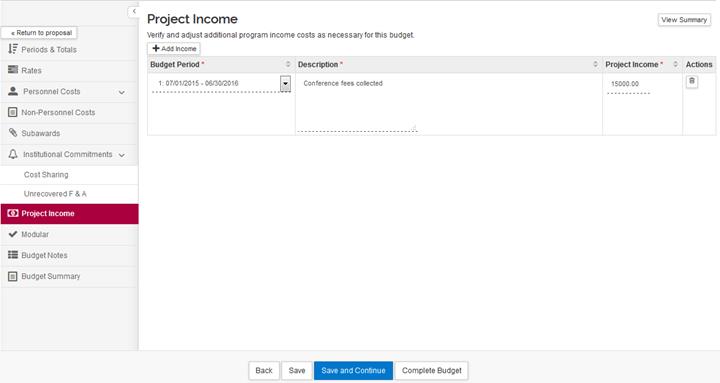 « Return to proposal
Periods & Totals
Rates
Personnel Costs
Non-Personnel Costs
Subawards
Institutional Commitments
Cost Sharing
Unrecovered F & A
Project Income
Modular
Budget Notes
Budget Summary
Project Income
View Summary
Verify and adjust additional program income costs as necessary for this budget.
+ Add Income
Budget Period * Description * Project Income * Actions
1: 07/01/2015 - 06/30/2016 Conference fees collected 15000.00
Back Save Save and Continue Complete Budget